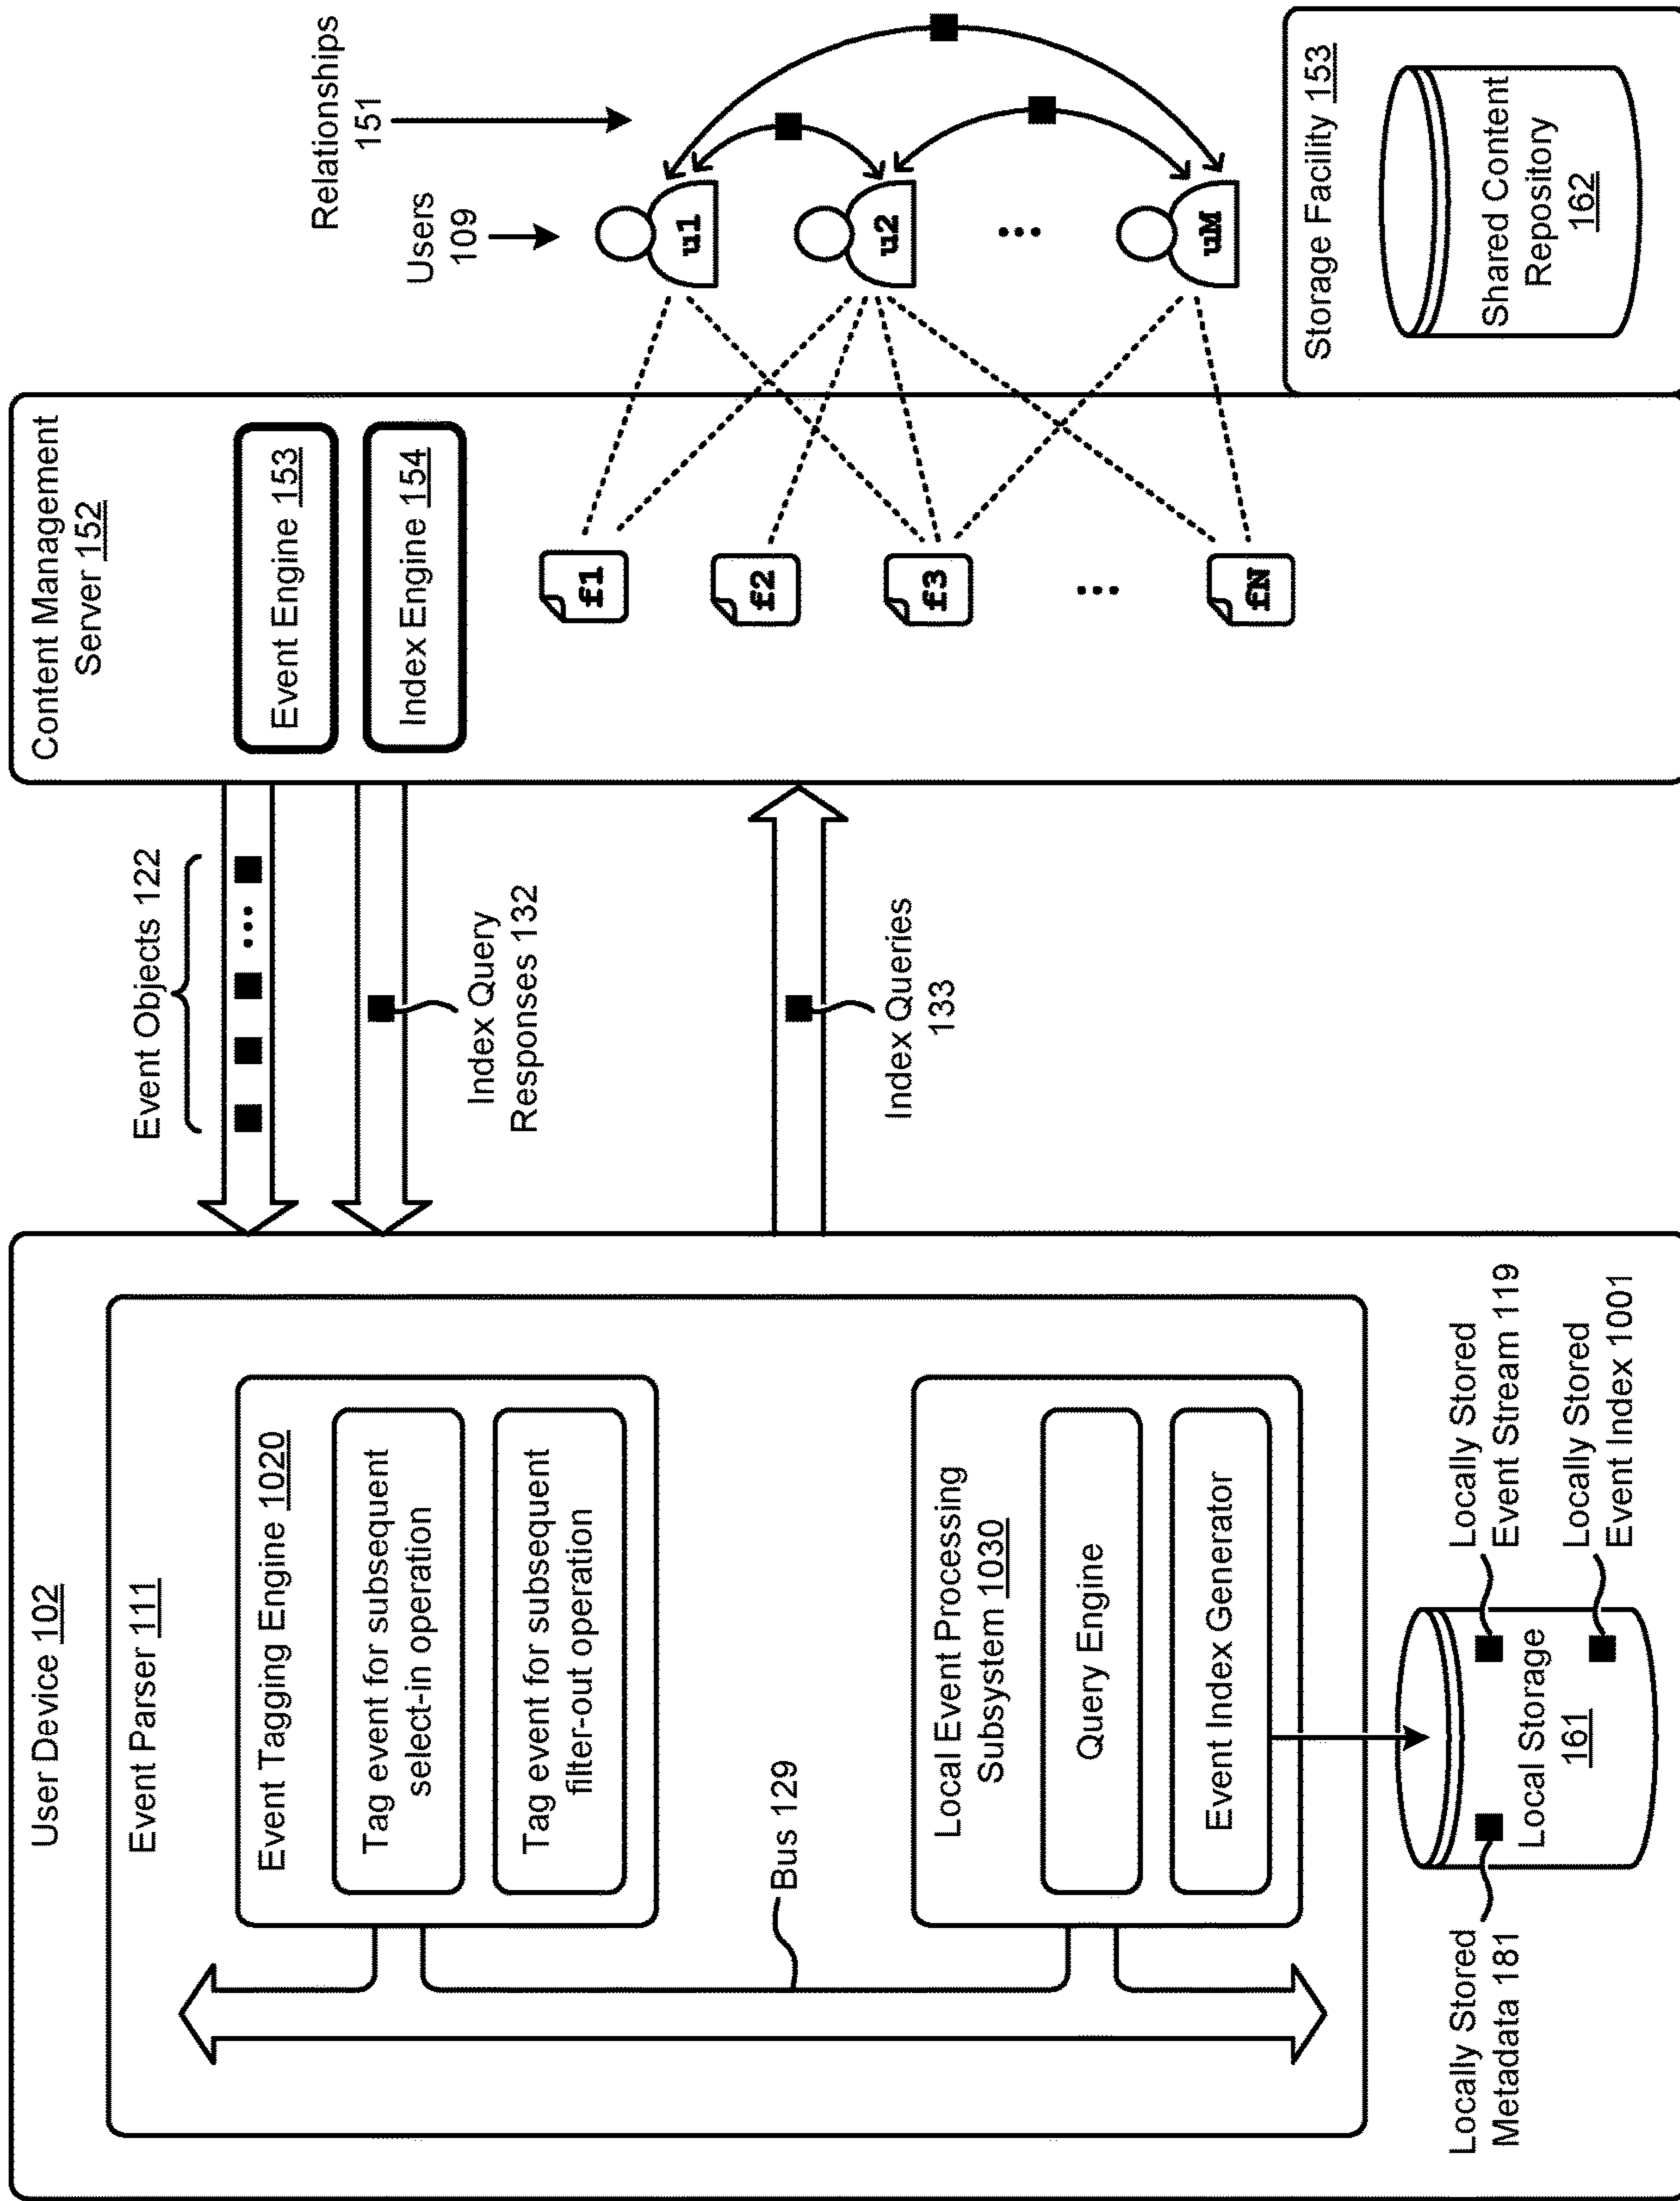 User Device 102
Event Parser 111
Event Tagging Engine 1020
Tag event for subsequent
select-in operation
Tag event for subsequent
filter-out operation
Bus 129
Local Event Processing
Subsystem 1030
Query Engine
Event Index Generator
Locally Stored
Metadata 181
Local Storage
161
Locally Stored
Event Stream 119
Locally Stored
Event Index 1001
Event Objects 122
...
Index Query
Responses 132
Index Queries
133
Content Management
Server 152
Event Engine 153
Index Engine 154
f1
f2
f3
...
fN
Relationships
151
Users
109
u1
u2
...
uM
Storage Facility 153
Shared Content
Repository
162